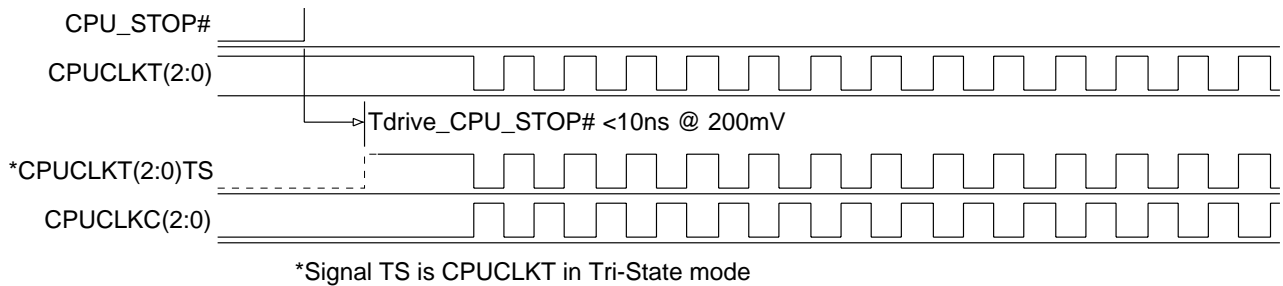 CPU_STOP#
CPUCLKT(2:0)
Tdrive_CPU_STOP# <10ns @ 200mV
*CPUCLKT(2:0)TS
CPUCLKC(2:0)
*Signal TS is CPUCLKT in Tri-State mode